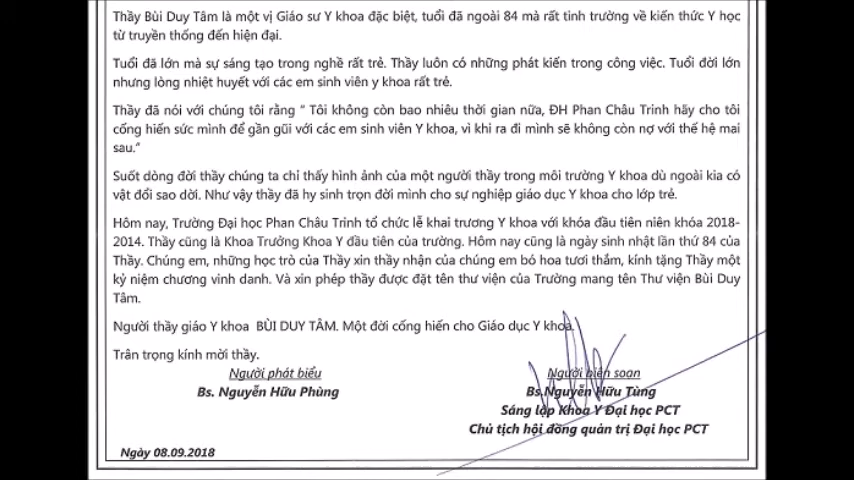 Thầy Bùi Duy Tâm là một vị Giáo sư Y khoa đặc biệt, tuổi đã ngoài 84 mà rất tinh trường về kiến thức Y học
từ truyền thống đến hiện đại.
Tuổi đã lớn mà sự sáng tạo trong nghề rất trẻ. Thầy luôn có những phát kiến trong công việc. Tuổi đời lớn
nhưng lòng nhiệt huyết với các em sinh viên y khoa rất trẻ.
Thầy đã nói với chúng tôi rằng " Tôi không còn bao nhiêu thời gian nữa, ĐH Phan Châu Trinh hãy cho tôi
cống hiến sức mình để gần gũi với các em sinh viên Y khoa, vì khi ra đi mình sẽ không còn nợ với thế hệ mai
sau."
Suốt dòng đời thầy chúng ta chỉ thấy hình ảnh của một người thầy trong môi trường Y khoa dù ngoài kia có
vật đổi sao dời. Như vậy thầy đã hy sinh trọn đời mình cho sự nghiệp giáo dục Y khoa cho lớp trẻ.
Hôm nay, Trường Đại học Phan Châu Trinh tổ chức lễ khai trương Y khoa với khóa đầu tiên niên khóa 2018-
2014. Thầy cũng là Khoa Trưởng Khoa Y đầu tiên của trường. Hôm nay cũng là ngày sinh nhật lần thứ 84 của
Thầy. Chúng em, những học trò của Thầy xin thầy nhận của chúng em bó hoa tươi thắm, kính tặng Thầy một
kỷ niệm chương vinh danh. Và xin phép thầy được đặt tên thư viện của Trường mang tên Thư viện Bùi Duy
Tâm.
Người thầy giáo Y khoa BÙI DUY TÂM. Một đời cống hiến cho Giáo dục Y khoa.
Trân trọng kính mời thầy.
Người phát biểu
Bs. Nguyễn Hữu Phùng
Người biên soạn
Bs.Nguyễn Hữu Tùng
Sáng lập Khoa Y Đại học PCT
Chủ tịch hội đồng quản trị Đại học PCT
Ngày 08.09.2018